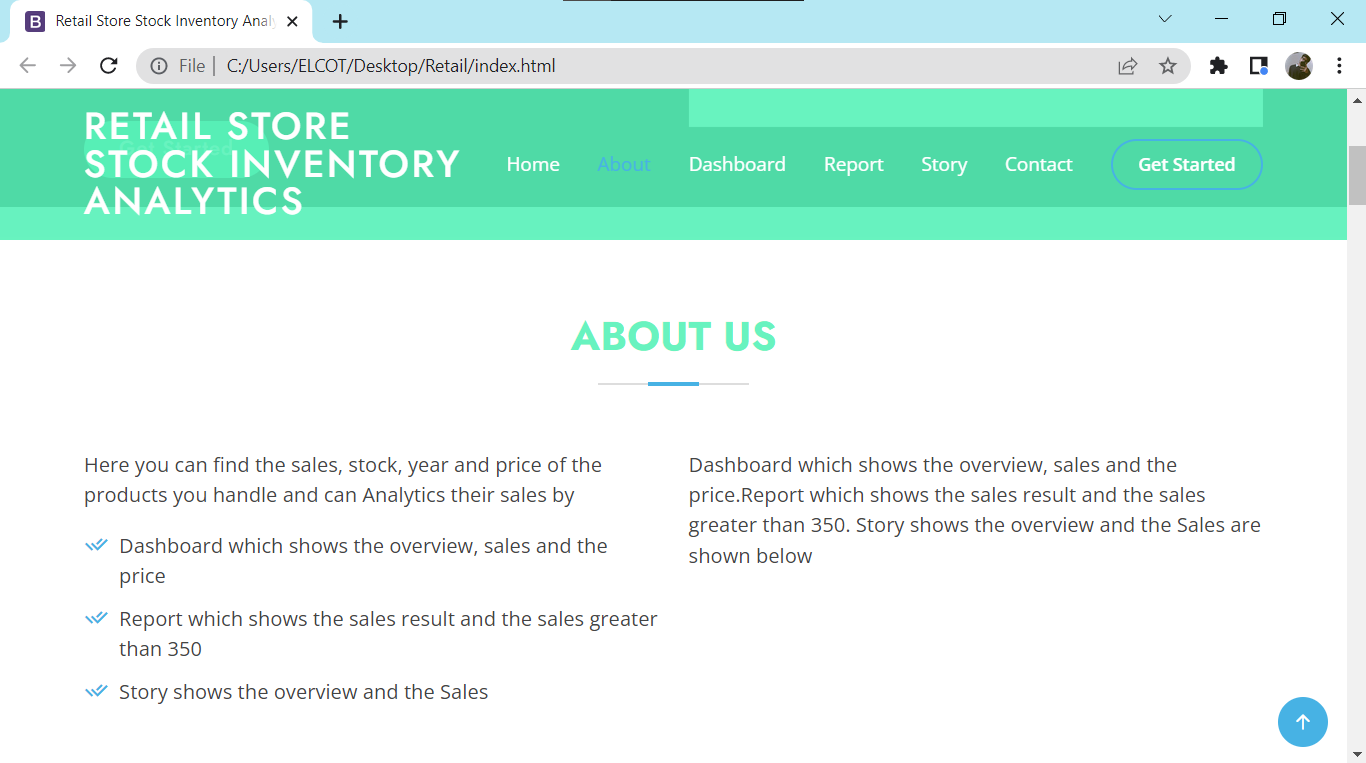 B Retail Store Stock Inventory Anal
File | C:/Users/ELCOT/Desktop/Retail/index.html
RETAIL STORE
STOCK INVENTORY
ANALYTICS
Get Started
Home About Dashboard Report Story Contact Get Started
ABOUT US
Here you can find the sales, stock, year and price of the
products you handle and can Analytics their sales by
Dashboard which shows the overview, sales and the
price
Report which shows the sales result and the sales greater
than 350
Story shows the overview and the Sales
Dashboard which shows the overview, sales and the
price.Report which shows the sales result and the sales
greater than 350. Story shows the overview and the Sales are
shown below